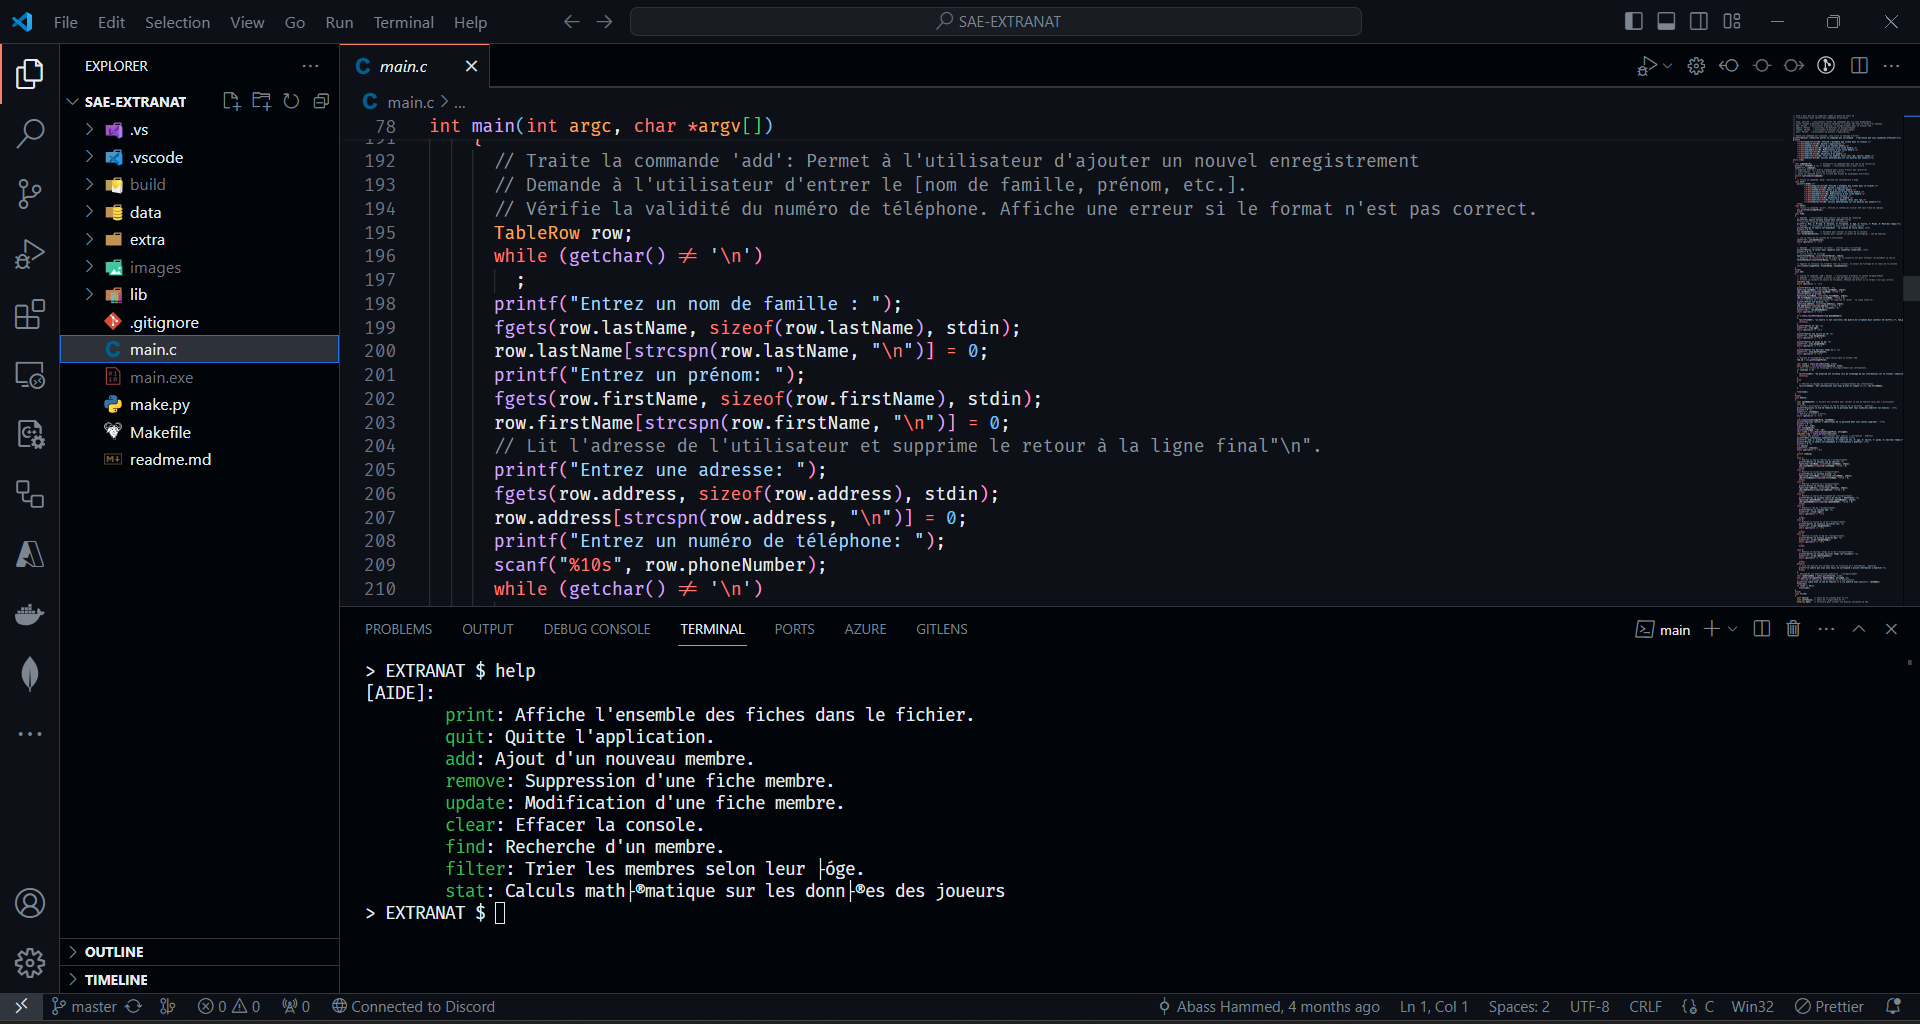 File Edit Selection View Go Run Terminal Help
SAE-EXTRANAT
EXPLORER
SAE-EXTRANAT
.vs
.vscode
build
data
extra
images
lib
.gitignore
main.c
main.exe
make.py
Makefile
readme.md
OUTLINE
TIMELINE
main.c
main.c > ...
78 int main(int argc, char *argv[])
191 {
192 // Traite la commande 'add': Permet à l'utilisateur d'ajouter un nouvel enregistrement
193 // Demande à l'utilisateur d'entrer le [nom de famille, prénom, etc.].
194 // Vérifie la validité du numéro de téléphone. Affiche une erreur si le format n'est pas correct.
195 TableRow row;
196 while (getchar() ≠ '\n')
197 ;
198 printf("Entrez un nom de famille : ");
199 fgets(row.lastName, sizeof(row.lastName), stdin);
200 row.lastName[strcspn(row.lastName, "\n")] = 0;
201 printf("Entrez un prénom: ");
202 fgets(row.firstName, sizeof(row.firstName), stdin);
203 row.firstName[strcspn(row.firstName, "\n")] = 0;
204 // Lit l'adresse de l'utilisateur et supprime le retour à la ligne final"\n".
205 printf("Entrez une adresse: ");
206 fgets(row.address, sizeof(row.address), stdin);
207 row.address[strcspn(row.address, "\n")] = 0;
208 printf("Entrez un numéro de téléphone: ");
209 scanf("%10s", row.phoneNumber);
210 while (getchar() ≠ '\n')
PROBLEMS OUTPUT DEBUG CONSOLE TERMINAL PORTS AZURE GITLENS
main
> EXTRANAT $ help
[AIDE]:
print: Affiche l'ensemble des fiches dans le fichier.
quit: Quitte l'application.
add: Ajout d'un nouveau membre.
remove: Suppression d'une fiche membre.
update: Modification d'une fiche membre.
clear: Effacer la console.
find: Recherche d'un membre.
filter: Trier les membres selon leur ├óge.
stat: Calculs math├®matique sur les donn├®es des joueurs
> EXTRANAT $
master 0 0 0 Connected to Discord Abass Hammed, 4 months ago Ln 1, Col 1 Spaces: 2 UTF-8 CRLF {} C Win32 Prettier